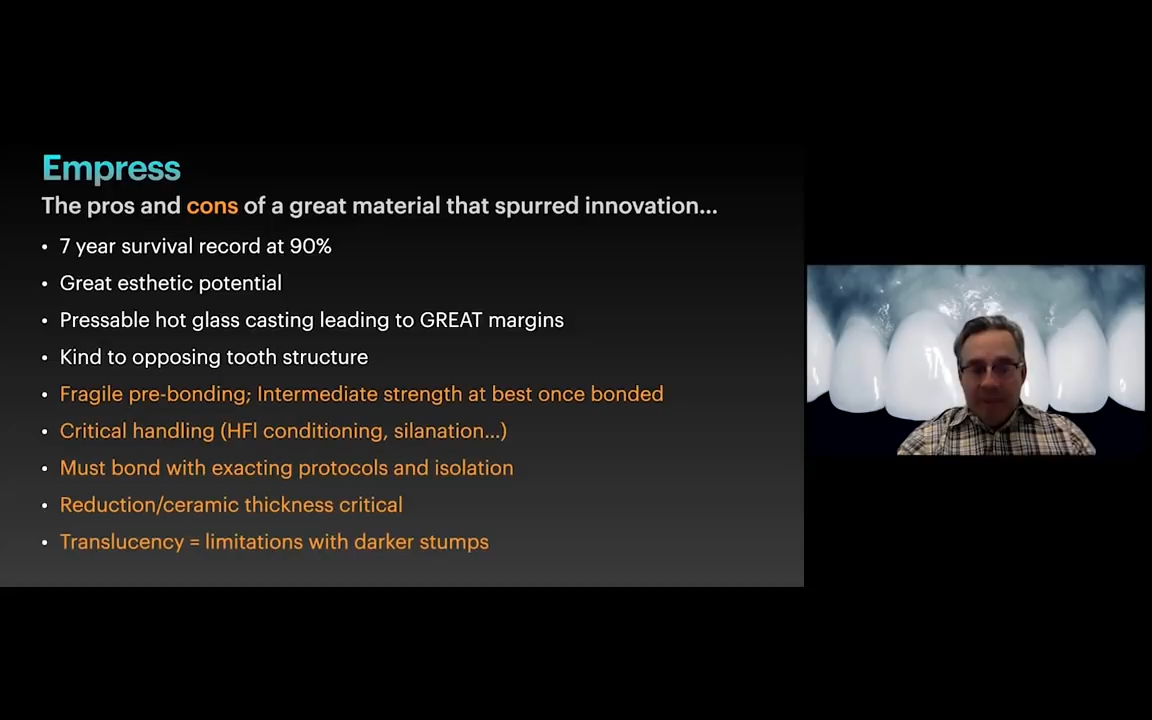 Empress
The pros and cons of a great material that spurred innovation...
• 7 year survival record at 90%
• Great esthetic potential
• Pressable hot glass casting leading to GREAT margins
• Kind to opposing tooth structure
• Fragile pre-bonding; Intermediate strength at best once bonded
• Critical handling (HFl conditioning, silanation...)
• Must bond with exacting protocols and isolation
• Reduction/ceramic thickness critical
• Translucency = limitations with darker stumps